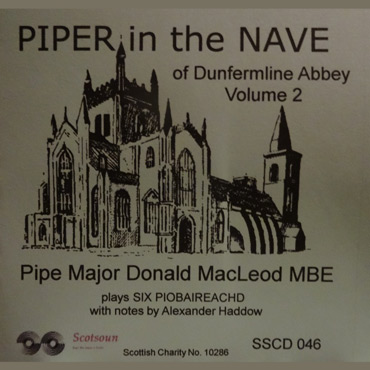 PIPER in the NAVE
of Dunfermline Abbey
Volume 2
Pipe Major Donald MacLeod MBE
plays SIX PIOBAIREACHD
with notes by Alexander Haddow
Scotsoun
SSCD 046
Scottish Charity No. 10286